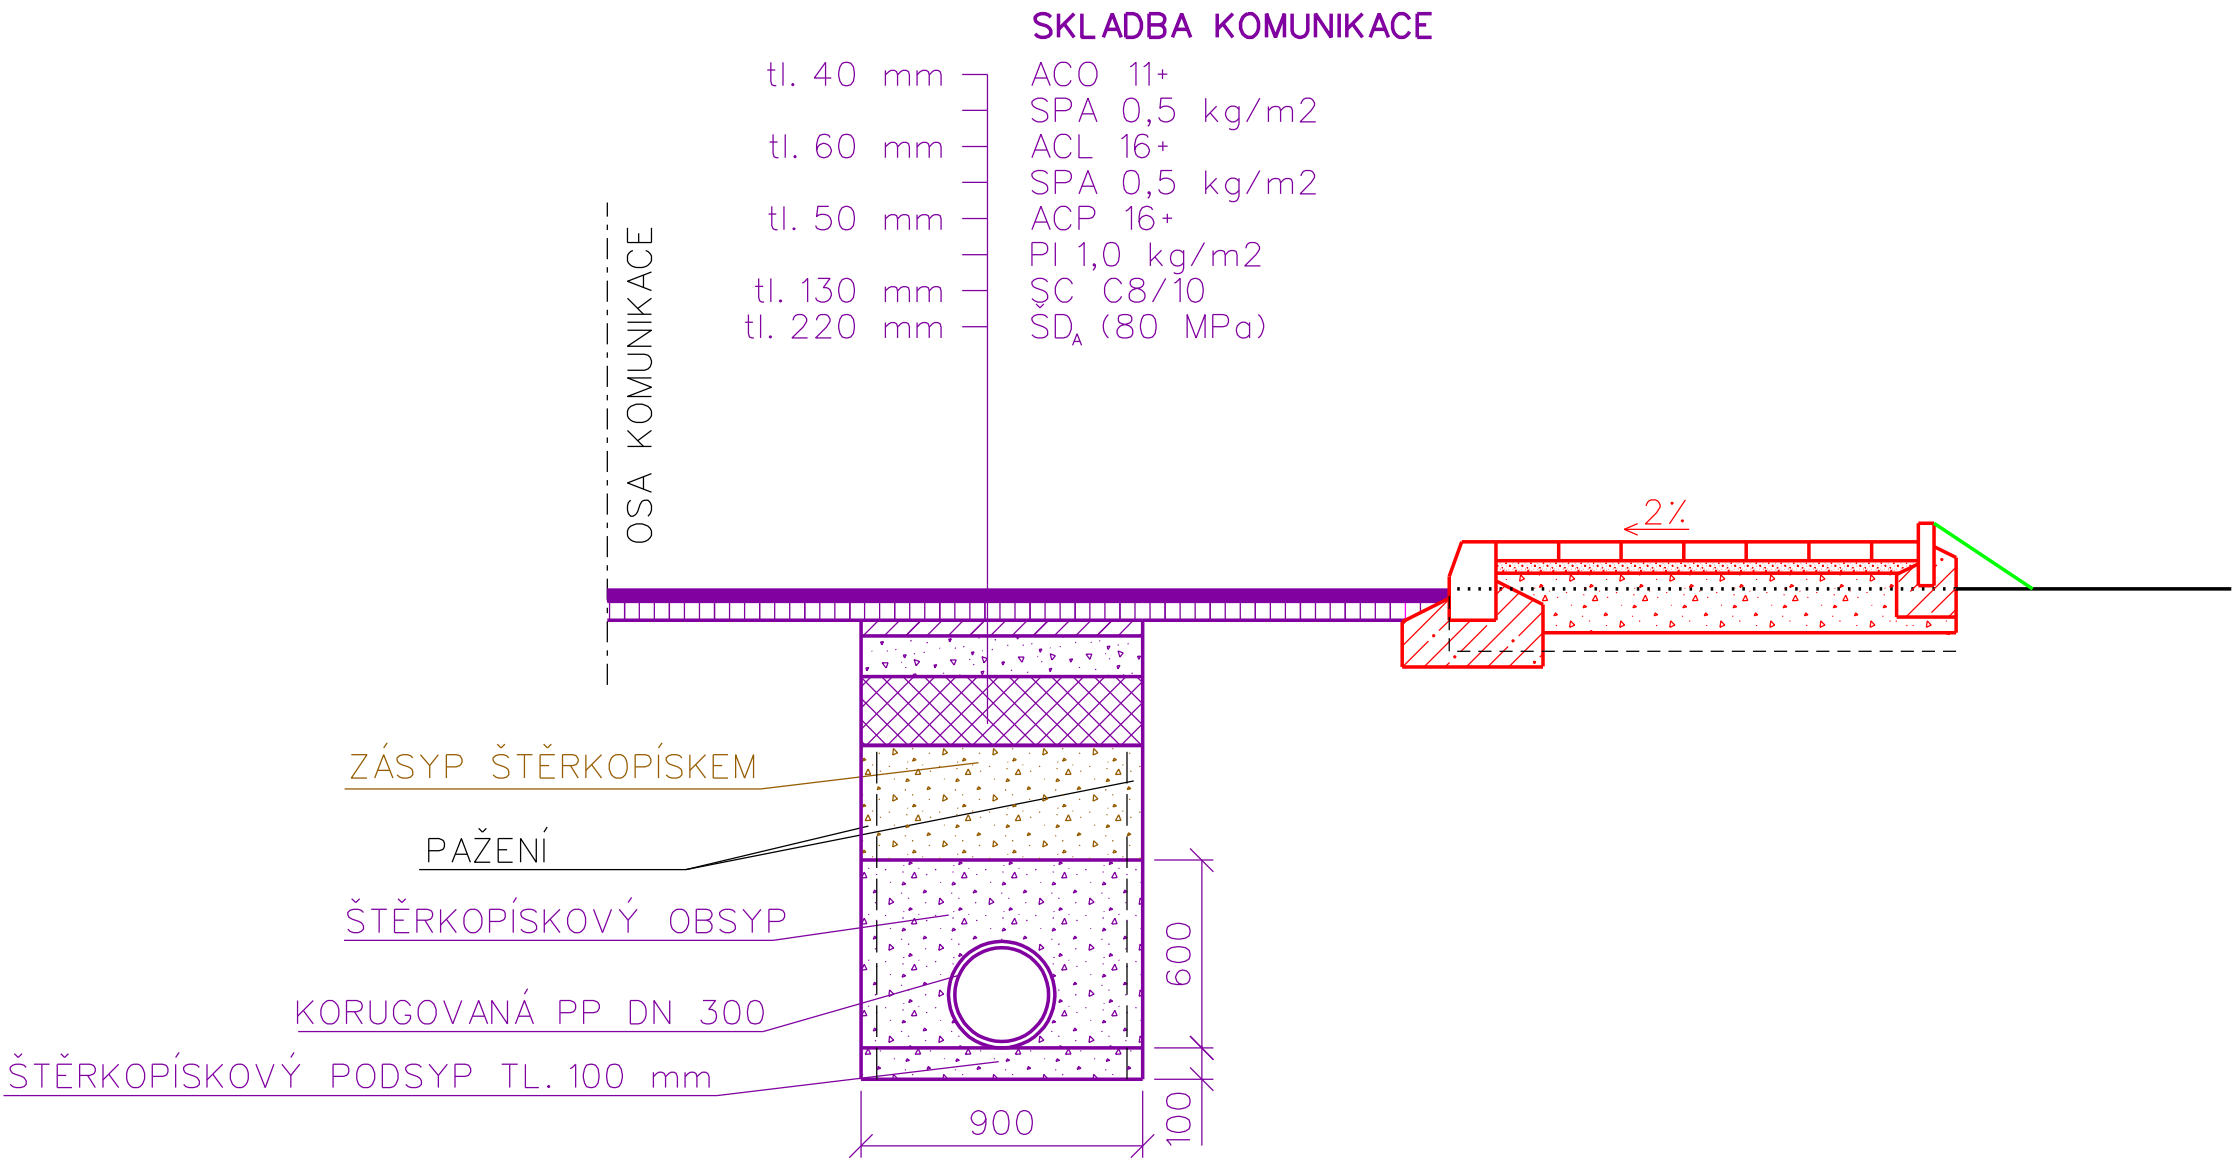 SKLADBA KOMUNIKACE
tl. 40 mm ACO 11+
SPA 0,5 kg/m2
tl. 60 mm ACL 16+
SPA 0,5 kg/m2
tl. 50 mm ACP 16+
PI 1,0 kg/m2
tl. 130 mm SC C8/10
tl. 220 mm ŠDA (80 MPa)
OSA KOMUNIKACE
2%
ZÁSYP ŠTĚRKOPÍSKEM
PAŽENÍ
ŠTĚRKOPÍSKOVÝ OBSYP
600
KORUGOVANÁ PP DN 300
ŠTĚRKOPÍSKOVÝ PODSYP TL. 100 mm
900
100